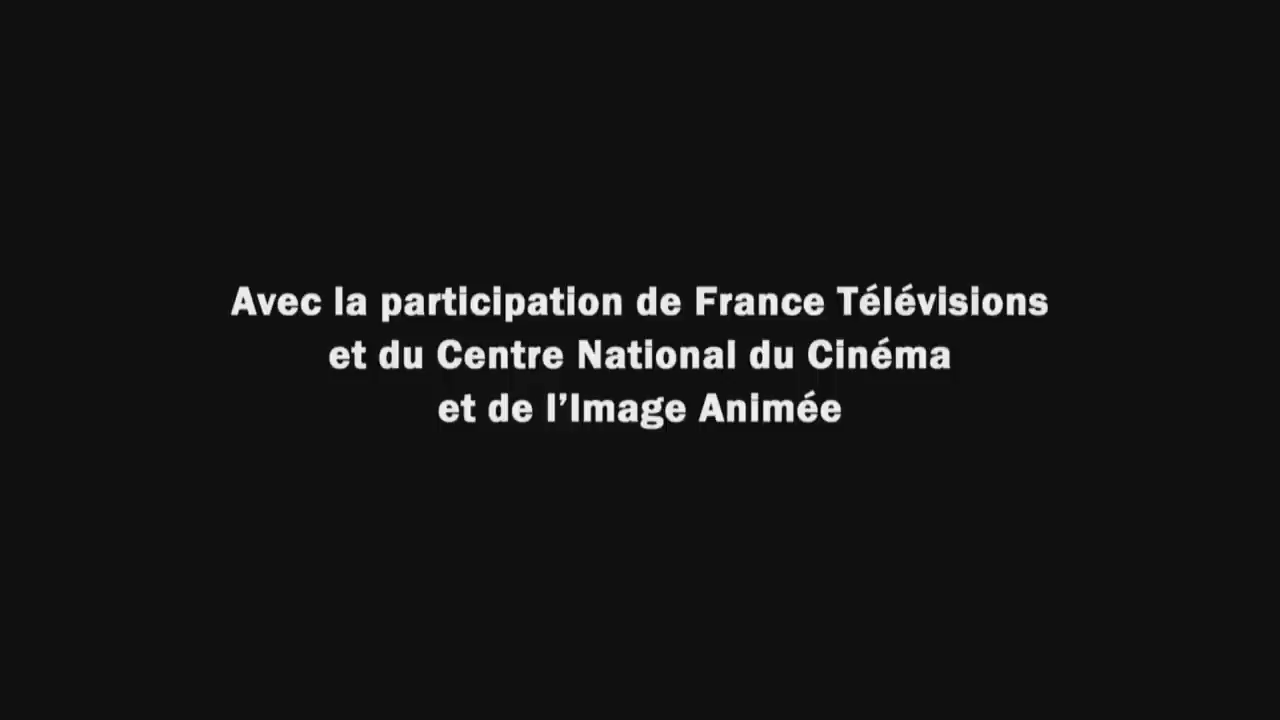 Avec la participation de France Télévisions
et du Centre National du Cinéma
et de l’Image Animée